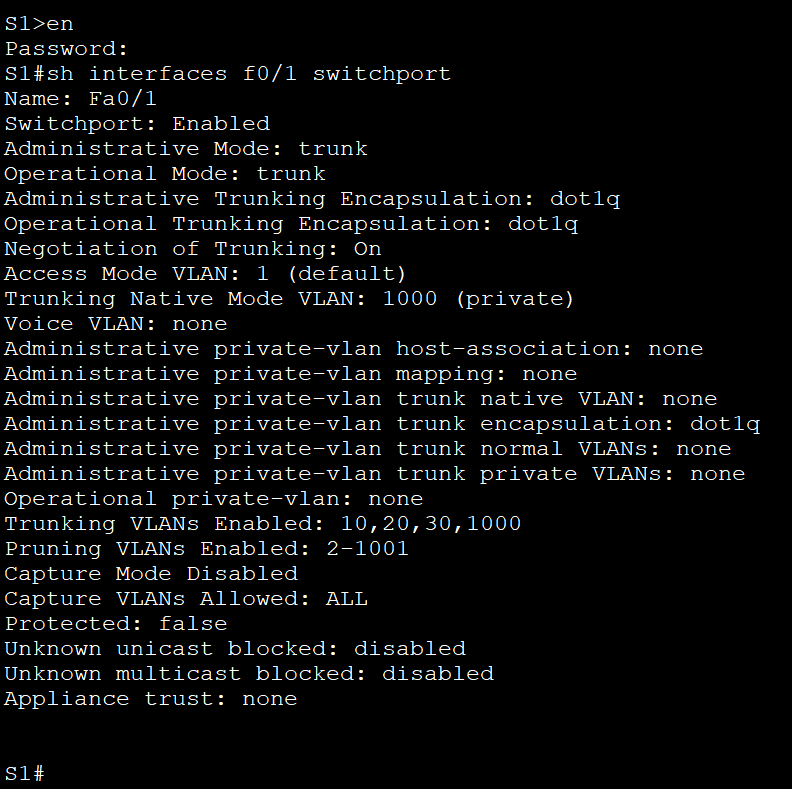 S1>en
Password:
S1#sh interfaces f0/1 switchport
Name: Fa0/1
Switchport: Enabled
Administrative Mode: trunk
Operational Mode: trunk
Administrative Trunking Encapsulation: dot1q
Operational Trunking Encapsulation: dot1q
Negotiation of Trunking: On
Access Mode VLAN: 1 (default)
Trunking Native Mode VLAN: 1000 (private)
Voice VLAN: none
Administrative private-vlan host-association: none
Administrative private-vlan mapping: none
Administrative private-vlan trunk native VLAN: none
Administrative private-vlan trunk encapsulation: dot1q
Administrative private-vlan trunk normal VLANs: none
Administrative private-vlan trunk private VLANs: none
Operational private-vlan: none
Trunking VLANs Enabled: 10,20,30,1000
Pruning VLANs Enabled: 2-1001
Capture Mode Disabled
Capture VLANs Allowed: ALL
Protected: false
Unknown unicast blocked: disabled
Unknown multicast blocked: disabled
Appliance trust: none
S1#